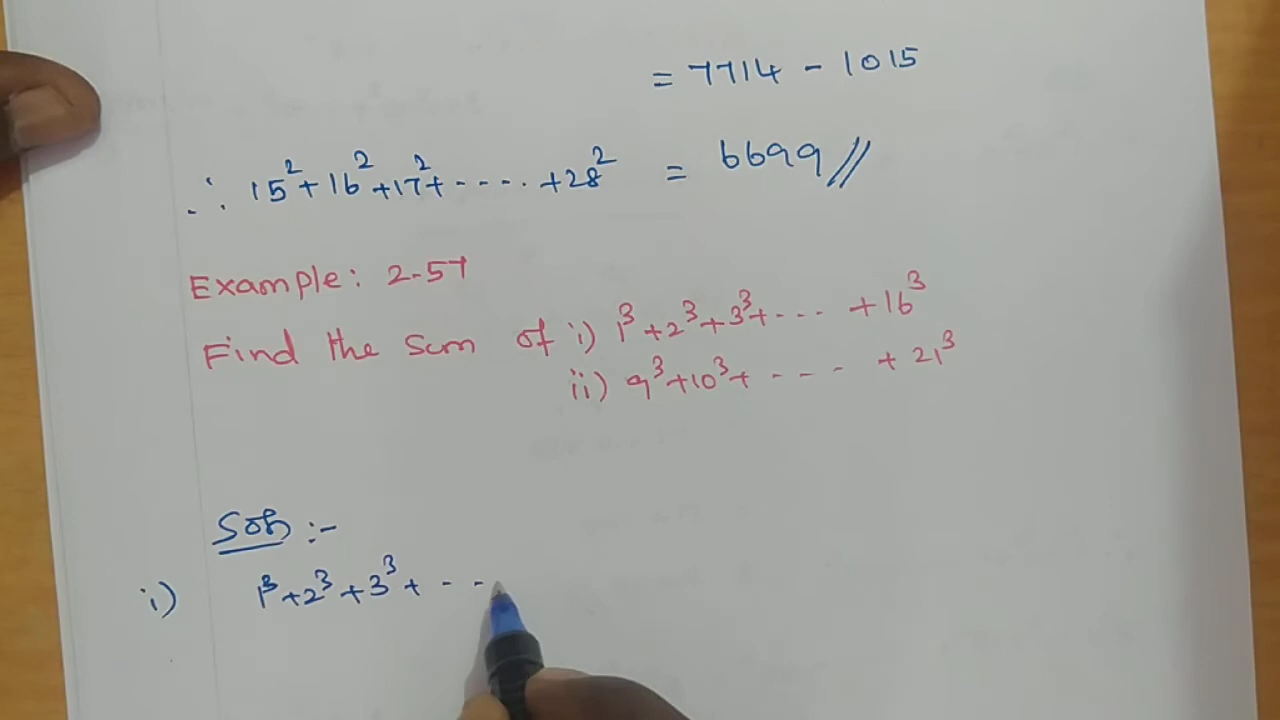 = 7714 - 1015
∴ 15² + 16² + 17² + ..... + 28² = 6699 //
Example: 2.57
Find the sum of i) 1³ + 2³ + 3³ + ... + 16³
ii) 9³ + 10³ + .... + 21³
Soln :-
i) 1³ + 2³ + 3³ + - -